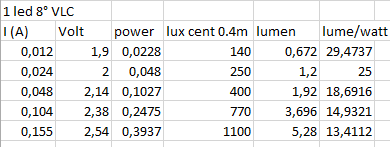 1 led 8° VLC
I (A) Volt power lux cent 0.4m lumen lume/watt
0,012 1,9 0,0228 140 0,672 29,4737
0,024 2 0,048 250 1,2 25
0,048 2,14 0,1027 400 1,92 18,6916
0,104 2,38 0,2475 770 3,696 14,9321
0,155 2,54 0,3937 1100 5,28 13,4112